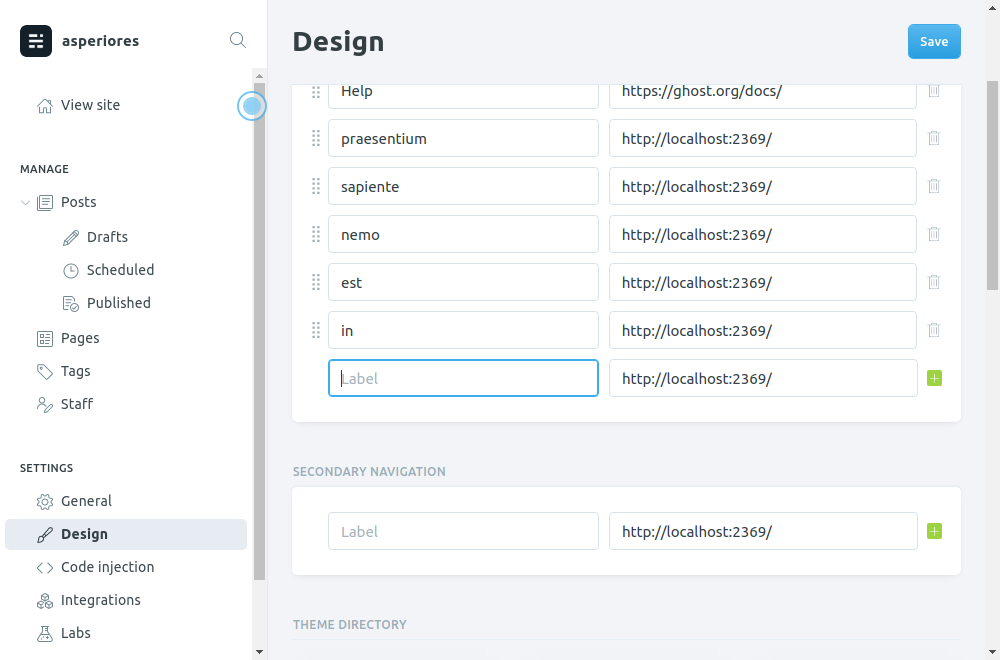 asperiores
View site
MANAGE
Posts
Drafts
Scheduled
Published
Pages
Tags
Staff
SETTINGS
General
Design
Code injection
Integrations
Labs
Design
Save
Help https://ghost.org/docs/
praesentium http://localhost:2369/
sapiente http://localhost:2369/
nemo http://localhost:2369/
est http://localhost:2369/
in http://localhost:2369/
Label http://localhost:2369/
SECONDARY NAVIGATION
Label http://localhost:2369/
THEME DIRECTORY